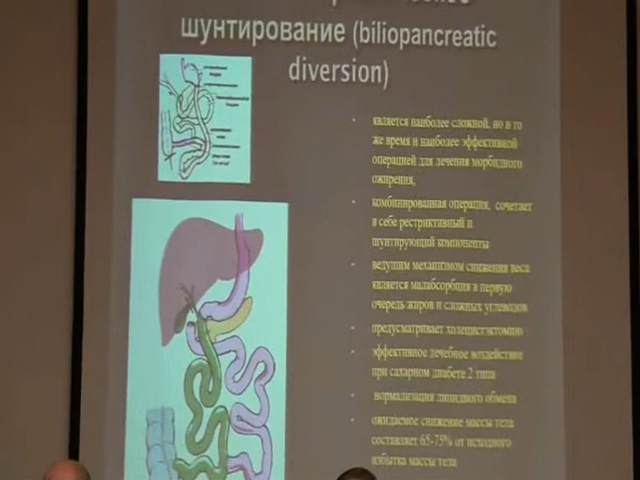 шунтирование (biliopancreatic
diversion)
является наиболее сложной, но в то
же время и наиболее эффективной
операцией для лечения морбидного
ожирения,
комбинированная операция, сочетает
в себе рестриктивный и
шунтирующий компоненты
ведущим механизмом снижения веса
является малабсорбция в первую
очередь жиров и сложных углеводов
предусматривает холецистэктомию
эффективное лечебное воздействие
при сахарном диабете 2 типа
нормализация липидного обмена
ожидаемое снижение массы тела
составляет 65-75% от исходного
избытка массы тела